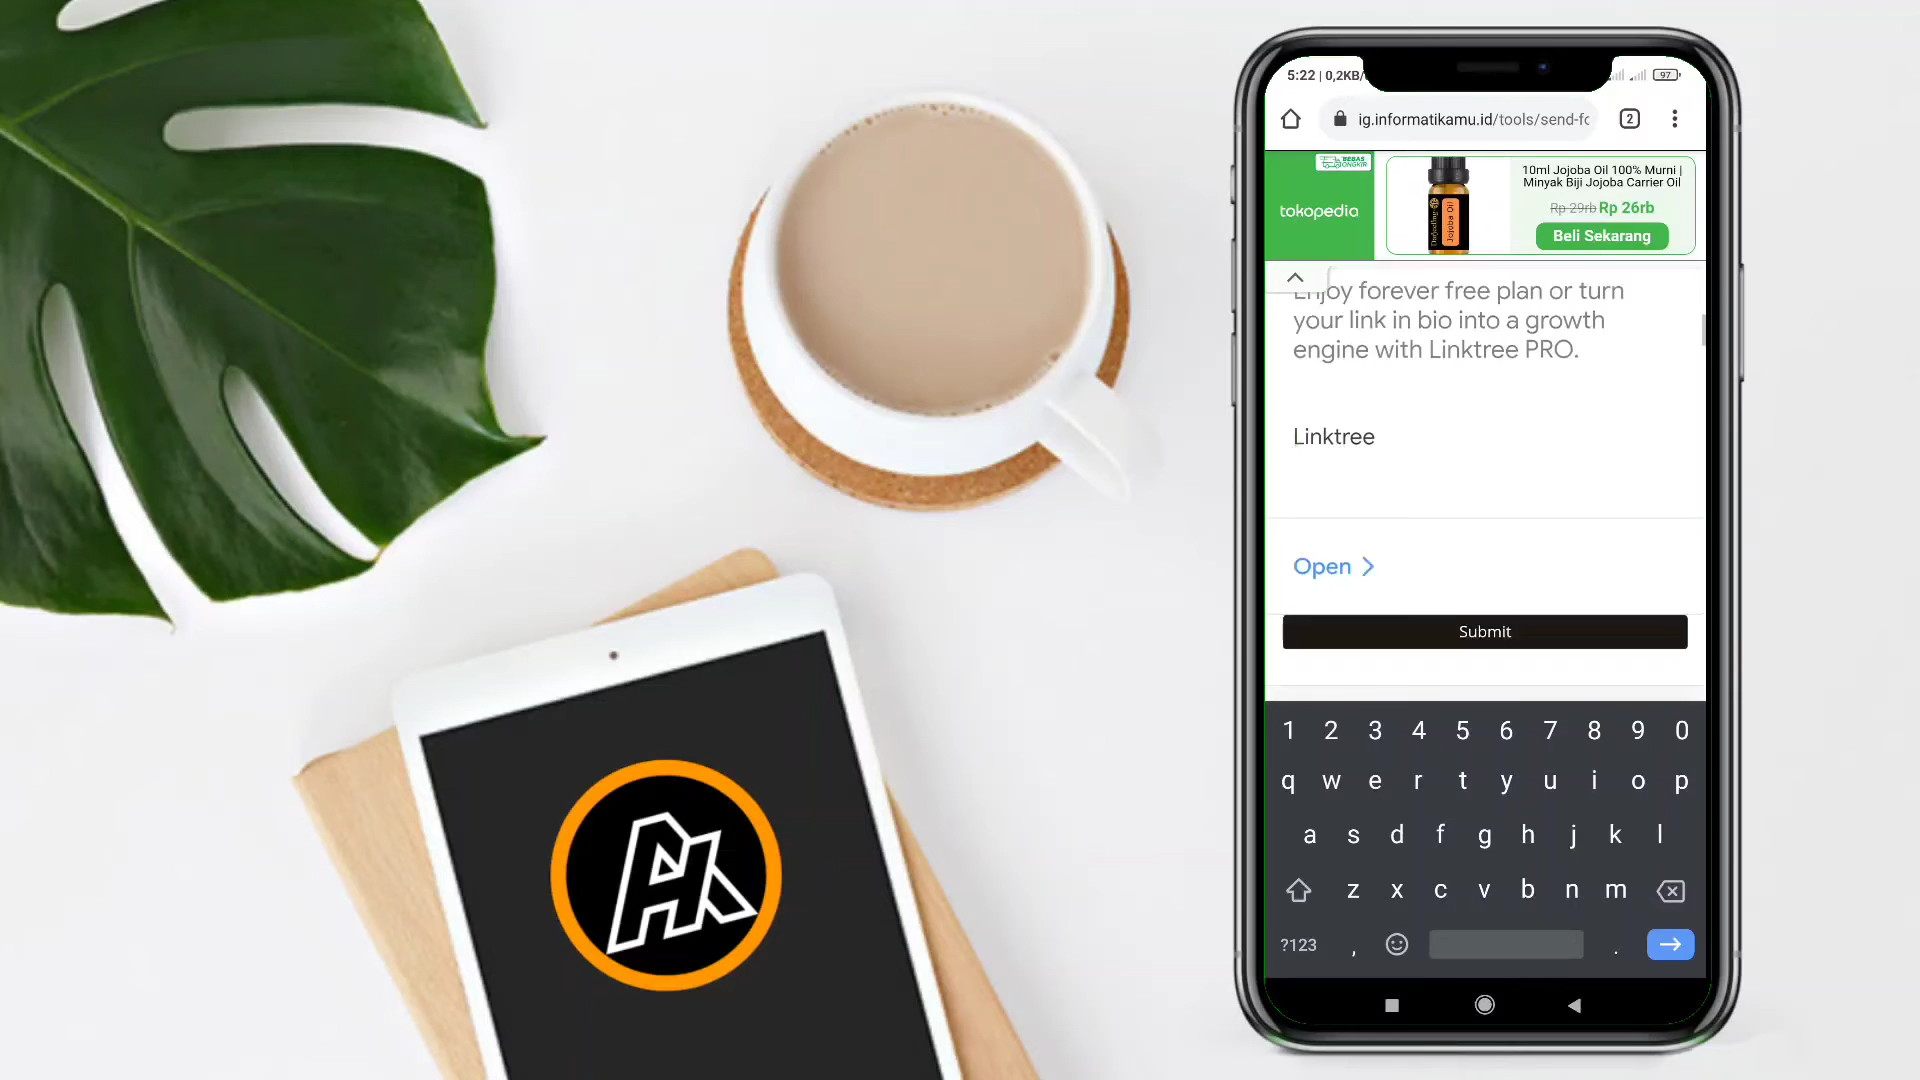 5:22 | 0,2KB/
97
ig.informatikamu.id/tools/send-fo
2
BEBAS ONGKIR
tokopedia
10ml Jojoba Oil 100% Murni |
Minyak Biji Jojoba Carrier Oil
Rp 29rb Rp 26rb
Beli Sekarang
Jojoba Oil
Enjoy forever free plan or turn
your link in bio into a growth
engine with Linktree PRO.
Linktree
Open
Submit
1 2 3 4 5 6 7 8 9 0
q w e r t y u i o p
a s d f g h j k l
z x c v b n m
?123 , .